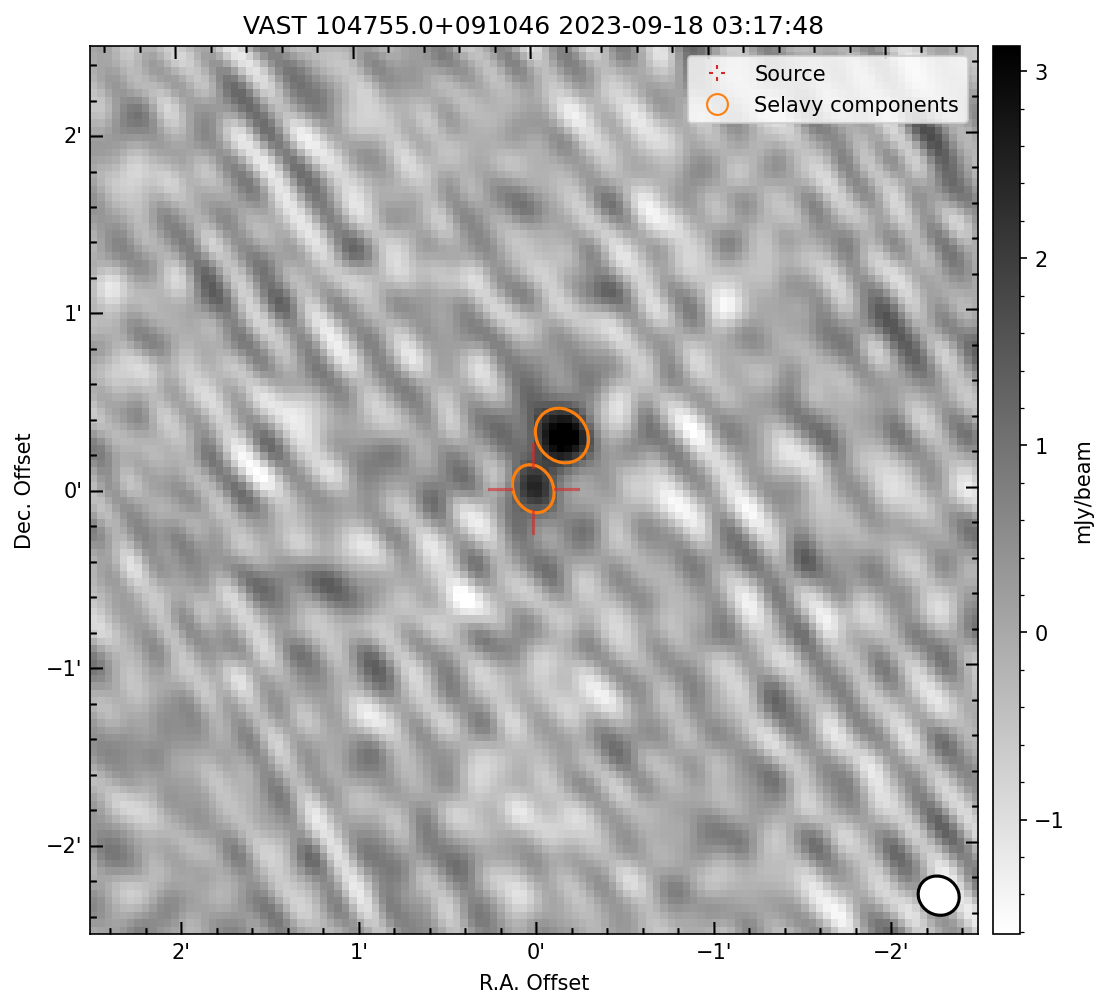 VAST 104755.0+091046 2023-09-18 03:17:48
Source
Selavy components
2'
1'
0'
−1'
−2'
Dec. Offset
2'
1'
0'
−1'
−2'
R.A. Offset
3
2
1
0
−1
mJy/beam